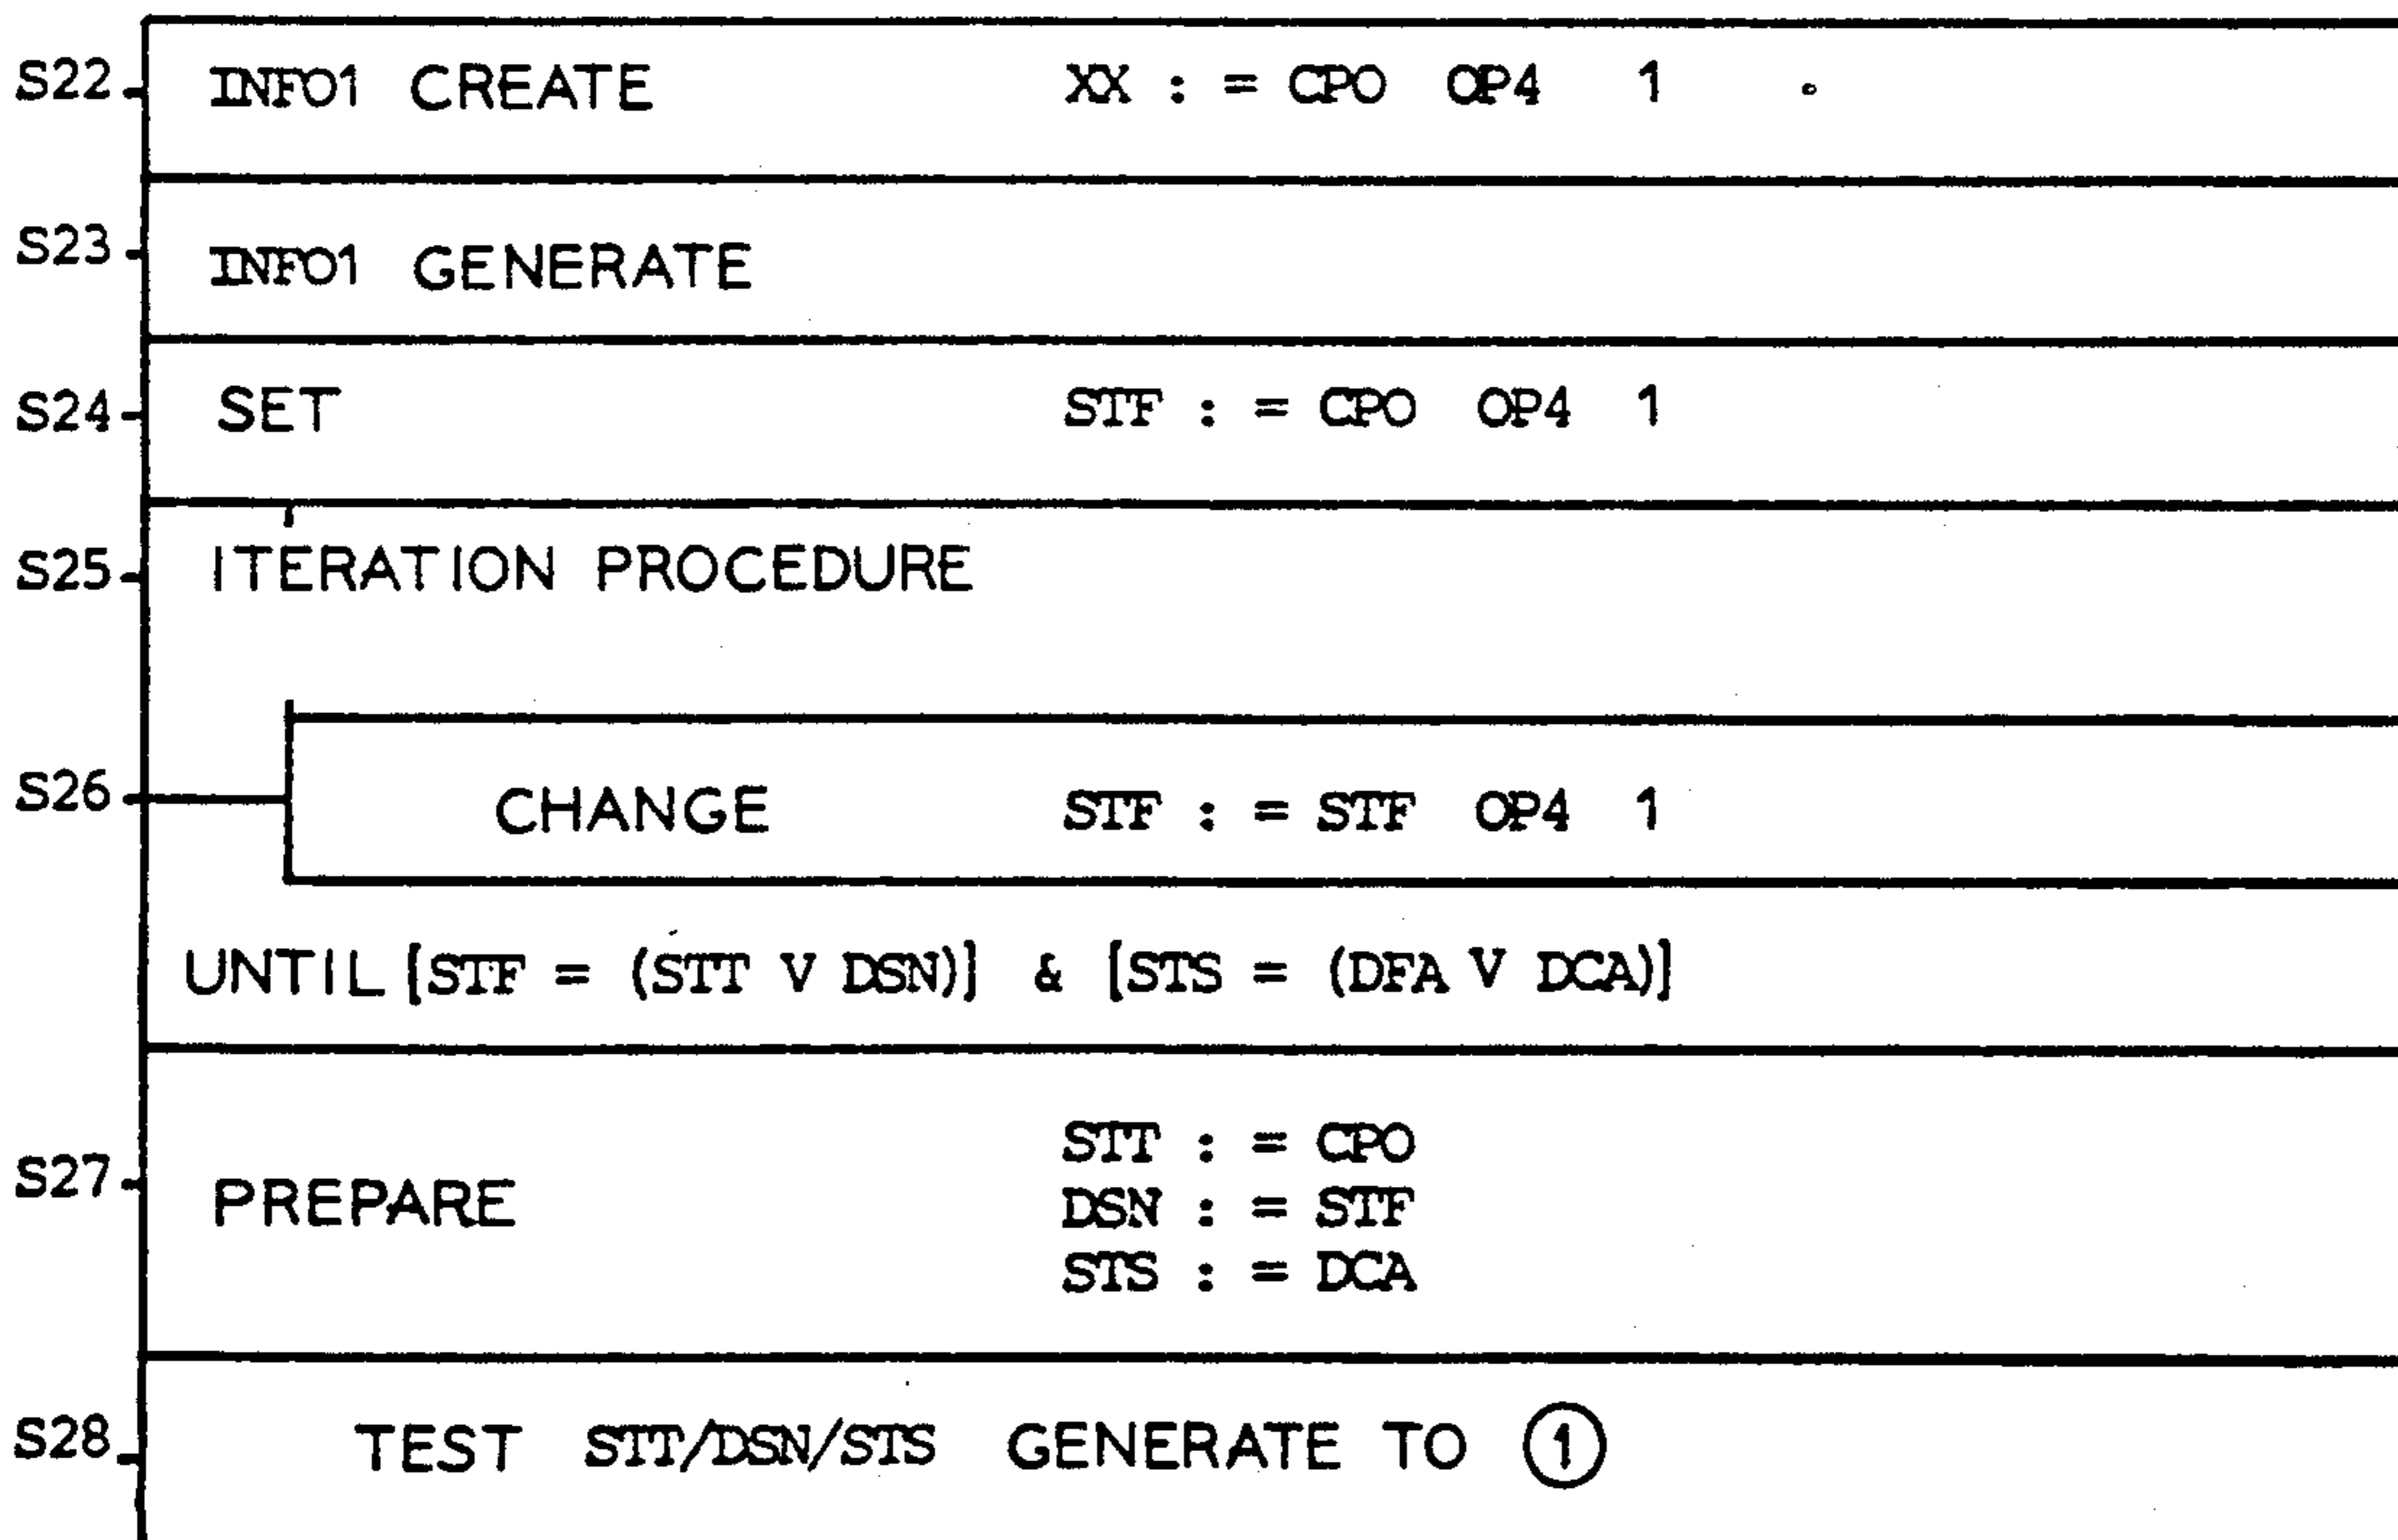 S22 INFO1 CREATE XX : = CPO OP4 1
S23 INFO1 GENERATE
S24 SET STF : = CPO OP4 1
S25 ITERATION PROCEDURE
S26 CHANGE STF : = STF OP4 1
UNTIL [STF = (STT V DSN)] & [STS = (DFA V DCA)]
STT : = CPO
S27 PREPARE DSN : = STF
STS : = DCA
S28 TEST STT/DSN/STS GENERATE TO 1